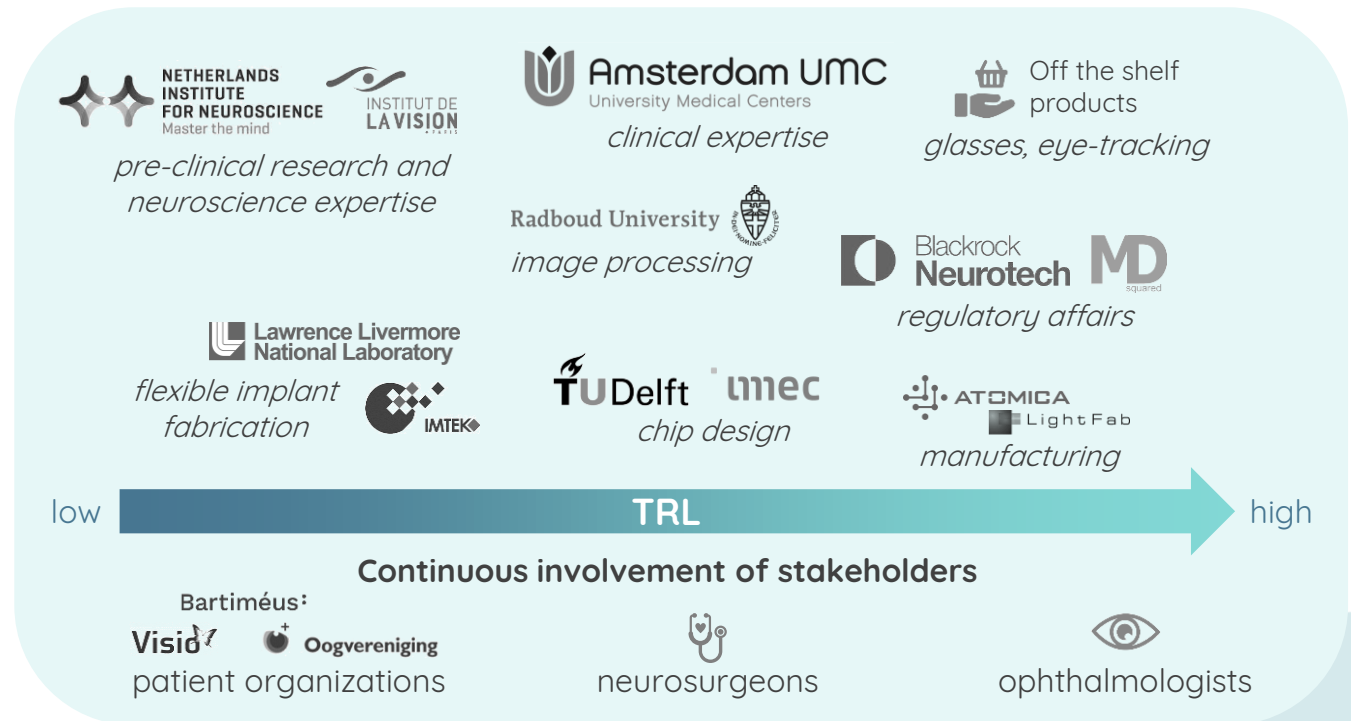 NETHERLANDS
INSTITUTE
FOR NEUROSCIENCE
Master the mind
INSTITUT DE
LA VISION
PARIS
pre-clinical research and
neuroscience expertise
Amsterdam UMC
University Medical Centers
clinical expertise
Off the shelf
products
glasses, eye-tracking
Radboud University
image processing
Blackrock
Neurotech
MD
squared
regulatory affairs
Lawrence Livermore
National Laboratory
flexible implant
fabrication
IMTEK
TUDelft
imec
chip design
ATOMICA
LightFab
manufacturing
low
TRL
high
Continuous involvement of stakeholders
Bartiméus:
Visio
Oogvereniging
patient organizations
neurosurgeons
ophthalmologists